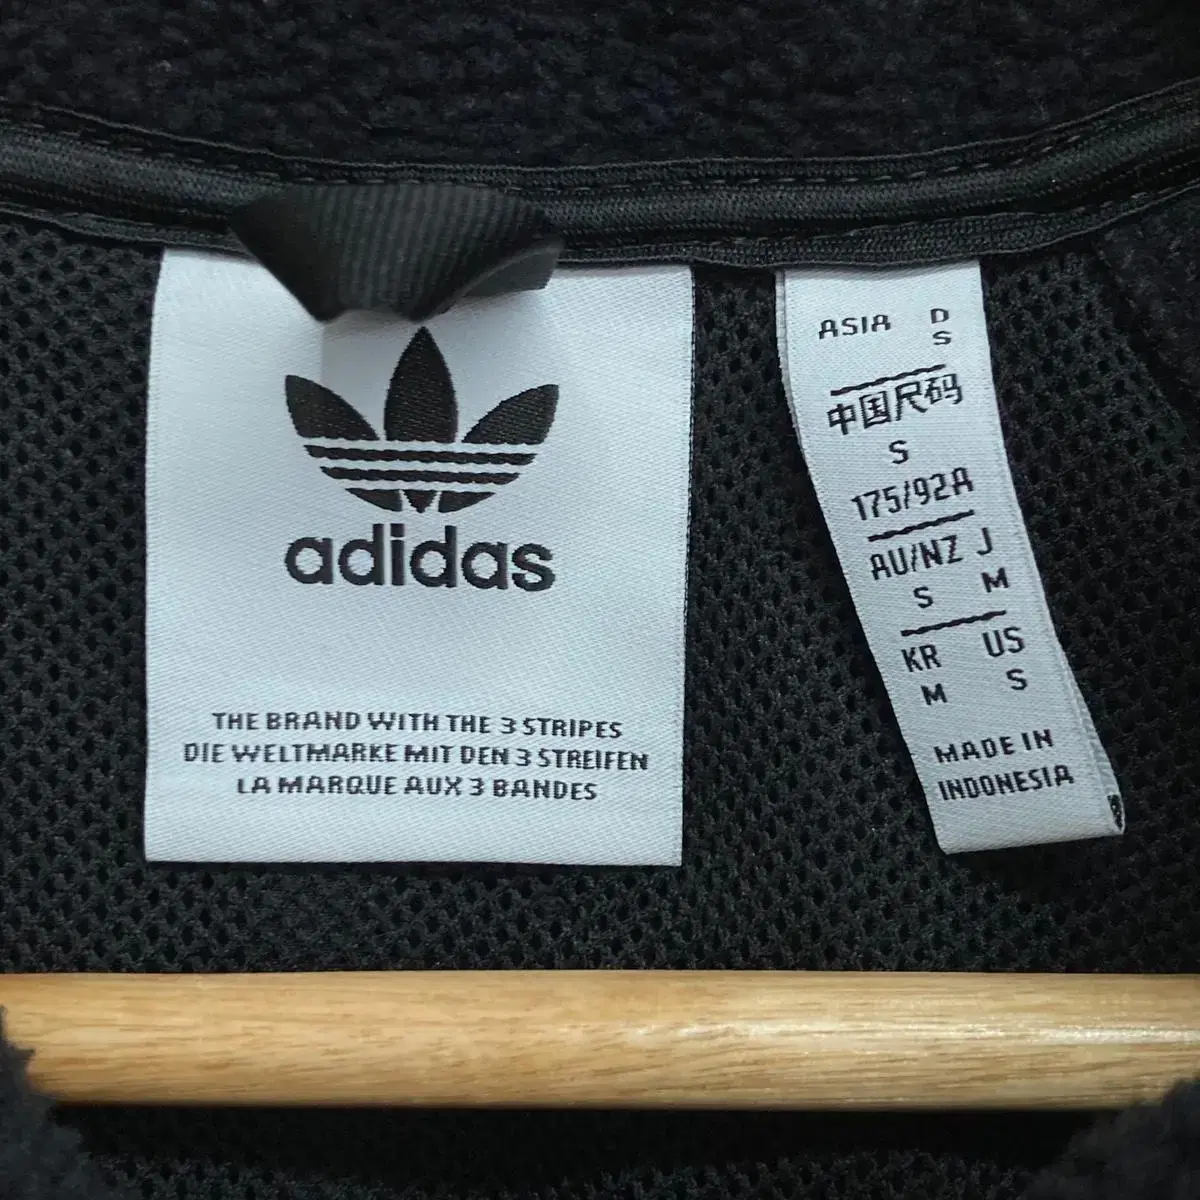 adidas
THE BRAND WITH THE 3 STRIPES
DIE WELTMARKE MIT DEN 3 STREIFEN
LA MARQUE AUX 3 BANDES
ASIA D
S
中国尺码
S
175/92A
AU/NZ J
S M
KR US
M S
MADE IN
INDONESIA